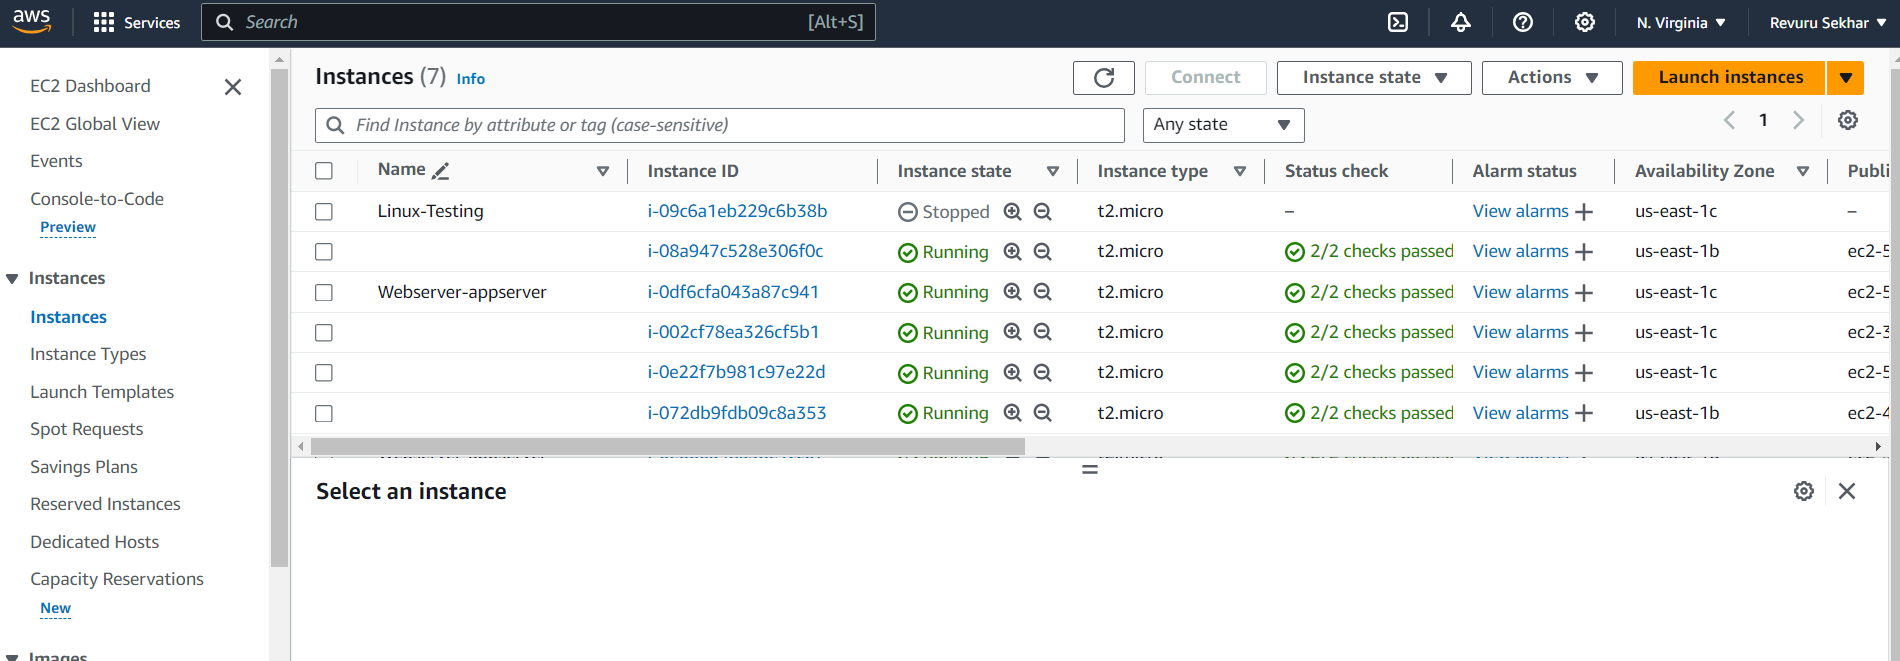 aws Services Search [Alt+S] N. Virginia Revuru Sekhar
EC2 Dashboard
EC2 Global View
Events
Console-to-Code
Preview
Instances
Instances
Instance Types
Launch Templates
Spot Requests
Savings Plans
Reserved Instances
Dedicated Hosts
Capacity Reservations
New
Images
Instances (7) Info Connect Instance state Actions Launch instances
Find Instance by attribute or tag (case-sensitive) Any state 1
Name Instance ID Instance state Instance type Status check Alarm status Availability Zone Publi
Linux-Testing i-09c6a1eb229c6b38b Stopped t2.micro – View alarms us-east-1c –
i-08a947c528e306f0c Running t2.micro 2/2 checks passed View alarms us-east-1b ec2-5
Webserver-appserver i-0df6cfa043a87c941 Running t2.micro 2/2 checks passed View alarms us-east-1c ec2-5
i-002cf78ea326cf5b1 Running t2.micro 2/2 checks passed View alarms us-east-1c ec2-3
i-0e22f7b981c97e22d Running t2.micro 2/2 checks passed View alarms us-east-1c ec2-5
i-072db9fdb09c8a353 Running t2.micro 2/2 checks passed View alarms us-east-1b ec2-4
Select an instance